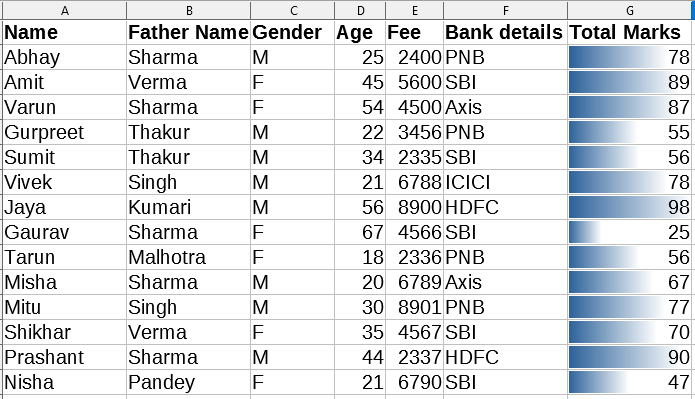 A B C D E F G
Name Father Name Gender Age Fee Bank details Total Marks
Abhay Sharma M 25 2400 PNB 78
Amit Verma F 45 5600 SBI 89
Varun Sharma F 54 4500 Axis 87
Gurpreet Thakur M 22 3456 PNB 55
Sumit Thakur M 34 2335 SBI 56
Vivek Singh M 21 6788 ICICI 78
Jaya Kumari M 56 8900 HDFC 98
Gaurav Sharma F 67 4566 SBI 25
Tarun Malhotra F 18 2336 PNB 56
Misha Sharma M 20 6789 Axis 67
Mitu Singh M 30 8901 PNB 77
Shikhar Verma F 35 4567 SBI 70
Prashant Sharma M 44 2337 HDFC 90
Nisha Pandey F 21 6790 SBI 47